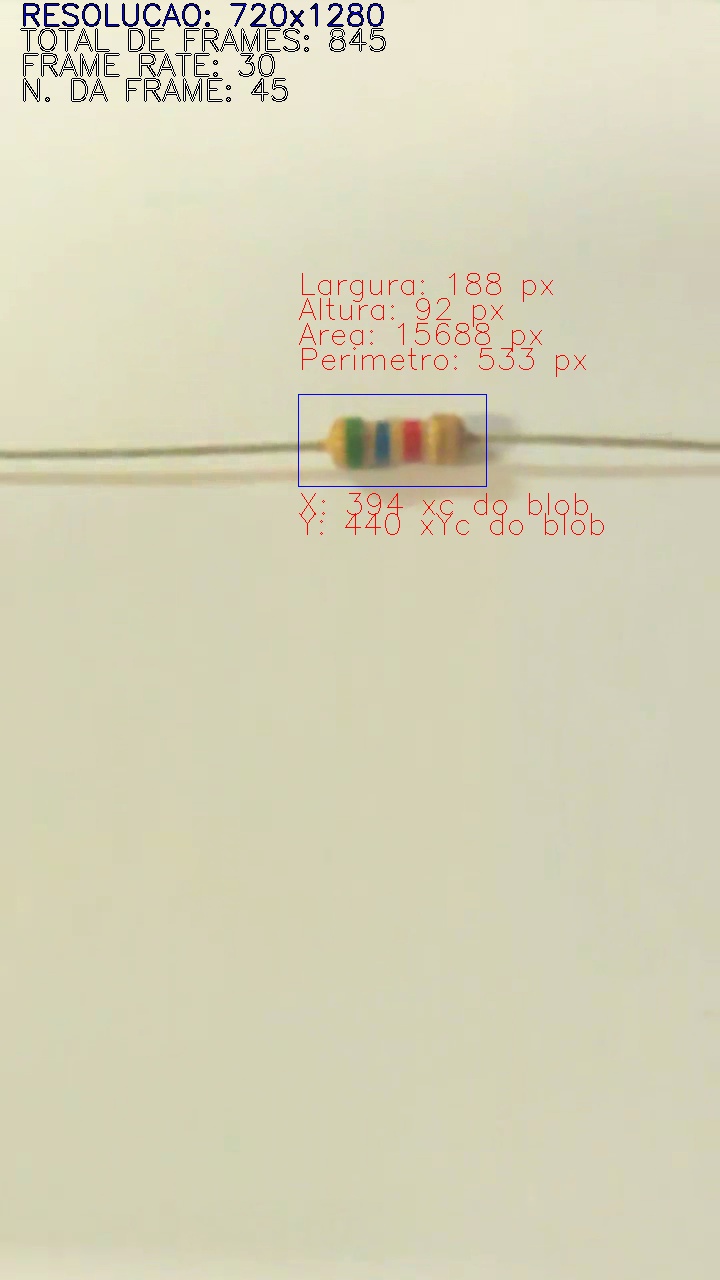 RESOLUCAO: 720x1280
TOTAL DE FRAMES: 845
FRAME RATE: 30
N. DA FRAME: 45
Largura: 188 px
Altura: 92 px
Area: 15688 px
Perimetro: 533 px
X: 394 xc do blob
Y: 440 xYc do blob